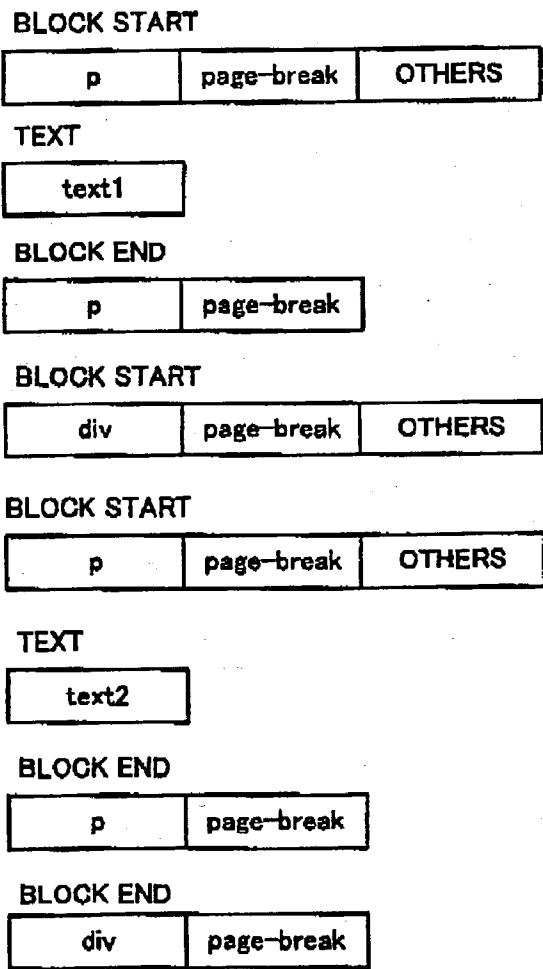 BLOCK START
p page-break OTHERS
TEXT
text1
BLOCK END
p page-break
BLOCK START
div page-break OTHERS
BLOCK START
p page-break OTHERS
TEXT
text2
BLOCK END
p page-break
BLOCK END
div page-break